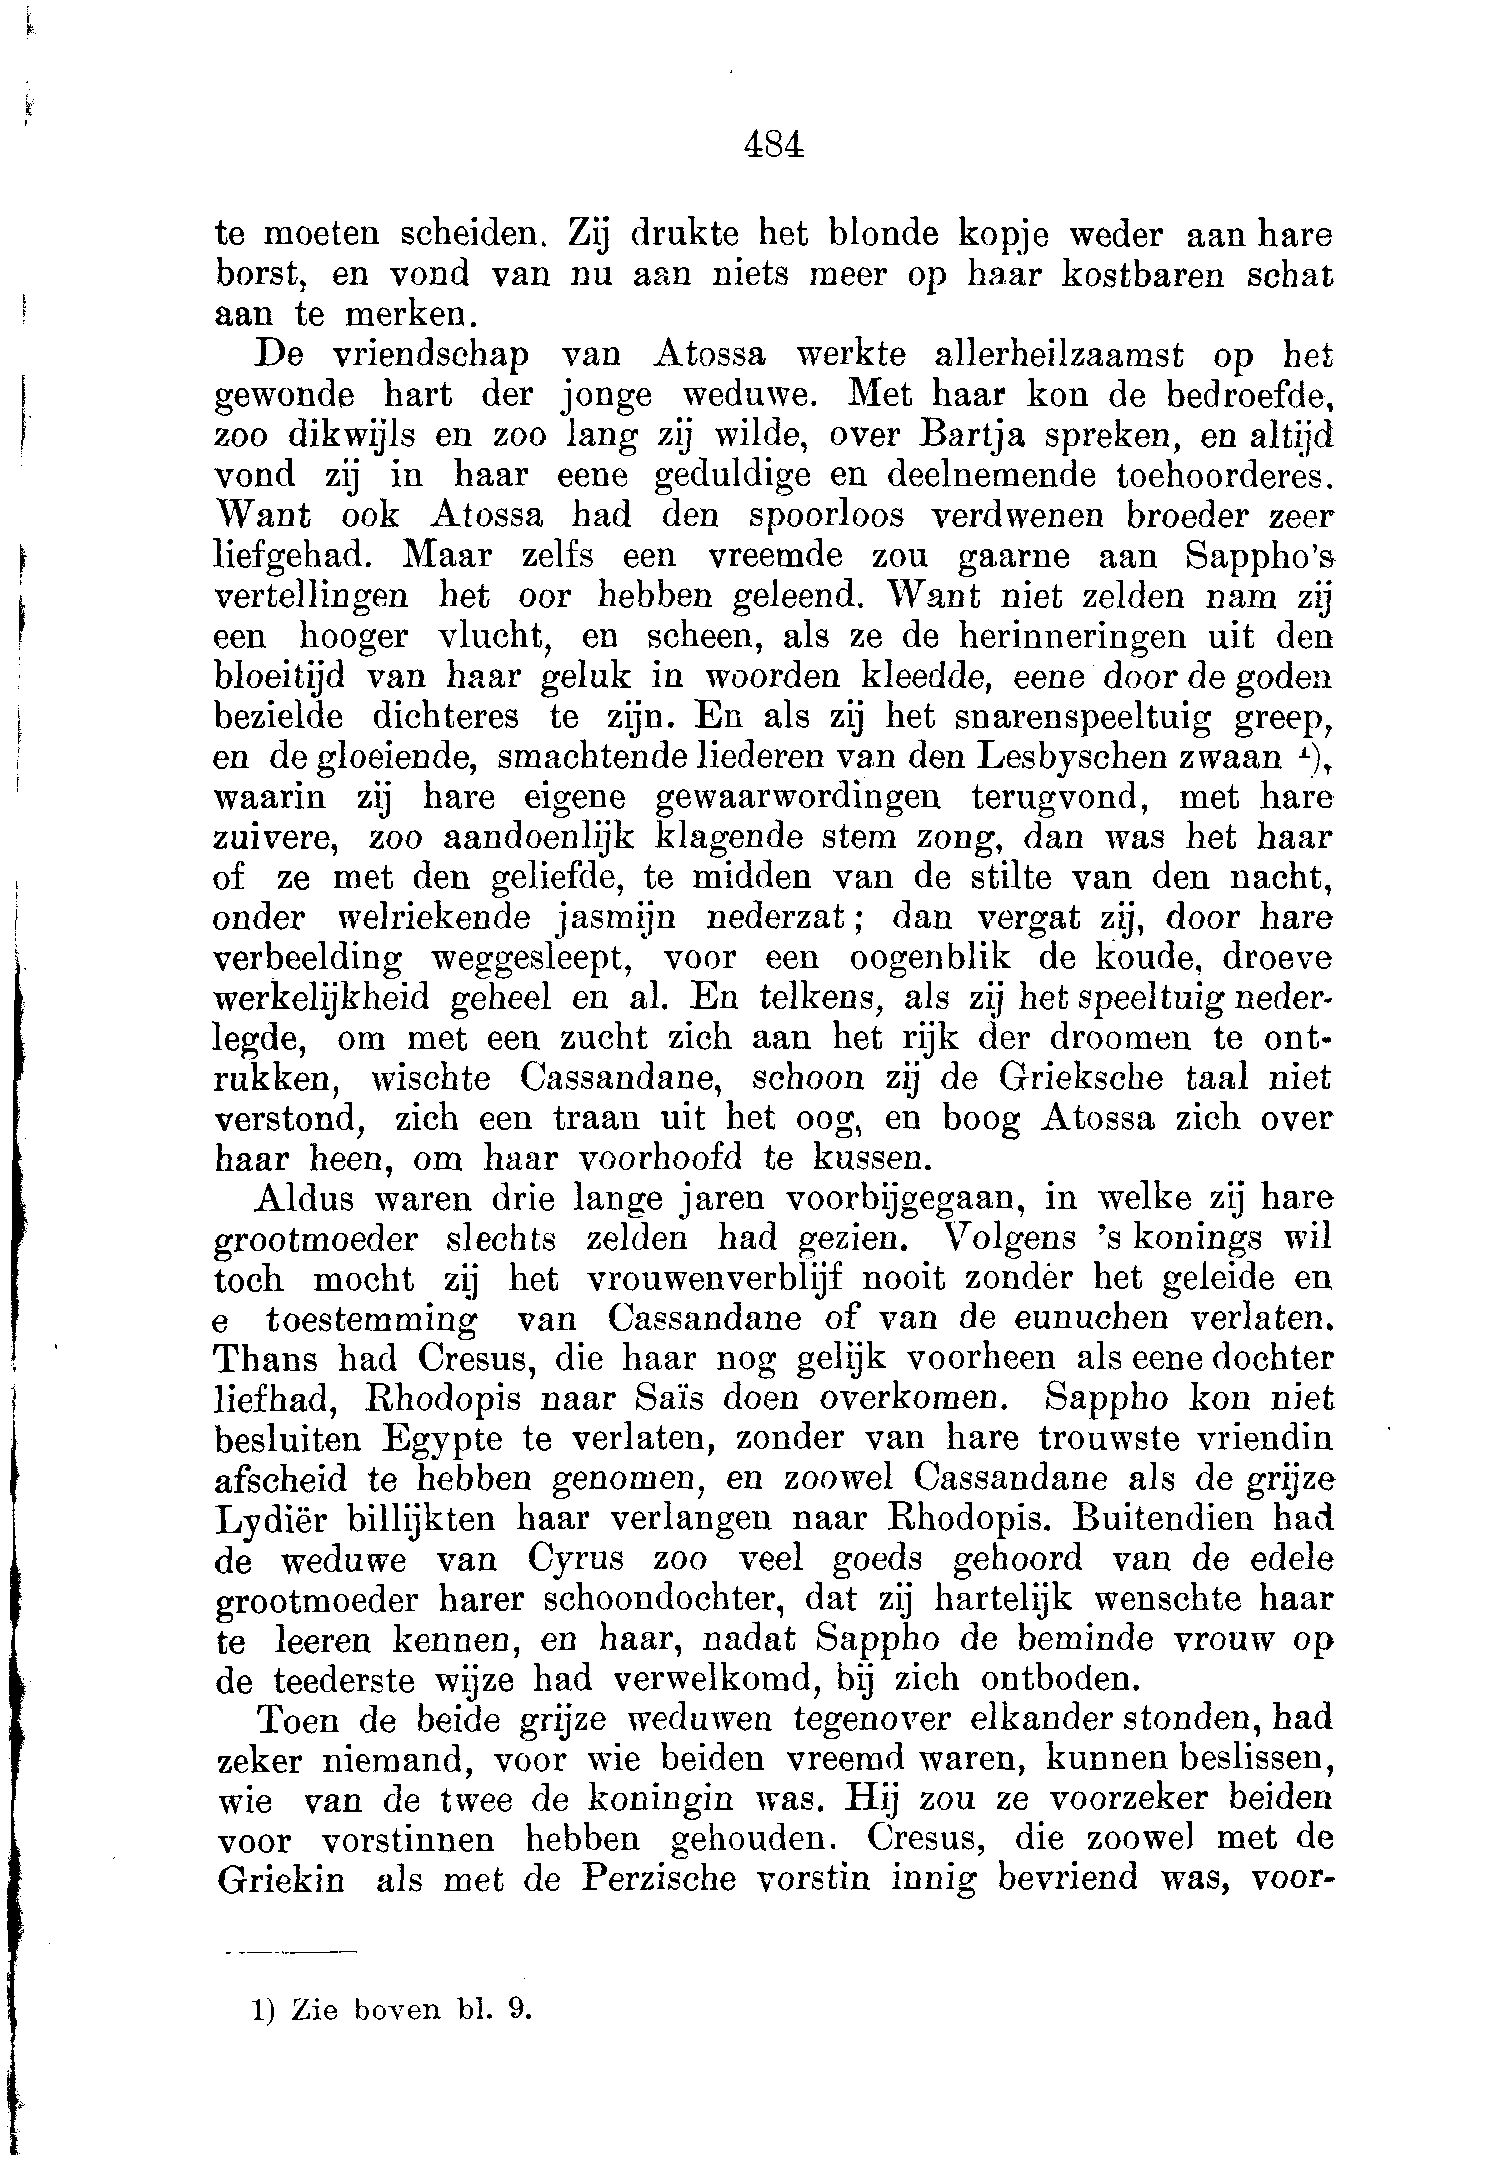 484
te moeten scheiden. Zij drukte het blonde kopje weder aan hare
borst, en vond van nu aan niets meer op haar kostbaren schat
aan te merken.
De vriendschap van Atossa werkte allerheilzaamst op het
gewonde hart der jonge weduwe. Met haar kon de bedroefde,
zoo dikwijls en zoo lang zij wilde, over Bartja spreken, en altijd
vond zij in haar eene geduldige en deelnemende toehoorderes.
Want ook Atossa had den spoorloos verdwenen broeder zeer
liefgehad. Maar zelfs een vreemde zou gaarne aan Sappho's
vertellingen het oor hebben geleend. Want niet zelden nam zij
een hooger vlucht, en scheen, als ze de herinneringen uit den
bloeitijd van haar geluk in woorden kleedde, eene door de goden
bezielde dichteres te zijn. En als zij het snarenspeeltuig greep,
en de gloeiende, smachtende liederen van den Lesbyschen zwaan ¹),
waarin zij hare eigene gewaarwordingen terugvond, met hare
zuivere, zoo aandoenlijk klagende stem zong, dan was het haar
of ze met den geliefde, te midden van de stilte van den nacht,
onder welriekende jasmijn nederzat; dan vergat zij, door hare
verbeelding weggesleept, voor een oogenblik de koude, droeve
werkelijkheid geheel en al. En telkens, als zij het speeltuig neder-
legde, om met een zucht zich aan het rijk der droomen te ont-
rukken, wischte Cassandane, schoon zij de Grieksche taal niet
verstond, zich een traan uit het oog, en boog Atossa zich over
haar heen, om haar voorhoofd te kussen.
Aldus waren drie lange jaren voorbijgegaan, in welke zij hare
grootmoeder slechts zelden had gezien. Volgens 's konings wil
toch mocht zij het vrouwenverblijf nooit zonder het geleide en
e toestemming van Cassandane of van de eunuchen verlaten.
Thans had Cresus, die haar nog gelijk voorheen als eene dochter
liefhad, Rhodopis naar Saïs doen overkomen. Sappho kon niet
besluiten Egypte te verlaten, zonder van hare trouwste vriendin
afscheid te hebben genomen, en zoowel Cassandane als de grijze
Lydiër billijkten haar verlangen naar Rhodopis. Buitendien had
de weduwe van Cyrus zoo veel goeds gehoord van de edele
grootmoeder harer schoondochter, dat zij hartelijk wenschte haar
te leeren kennen, en haar, nadat Sappho de beminde vrouw op
de teederste wijze had verwelkomd, bij zich ontboden.
Toen de beide grijze weduwen tegenover elkander stonden, had
zeker niemand, voor wie beiden vreemd waren, kunnen beslissen,
wie van de twee de koningin was. Hij zou ze voorzeker beiden
voor vorstinnen hebben gehouden. Cresus, die zoowel met de
Griekin als met de Perzische vorstin innig bevriend was, voor-
1) Zie boven bl. 9.